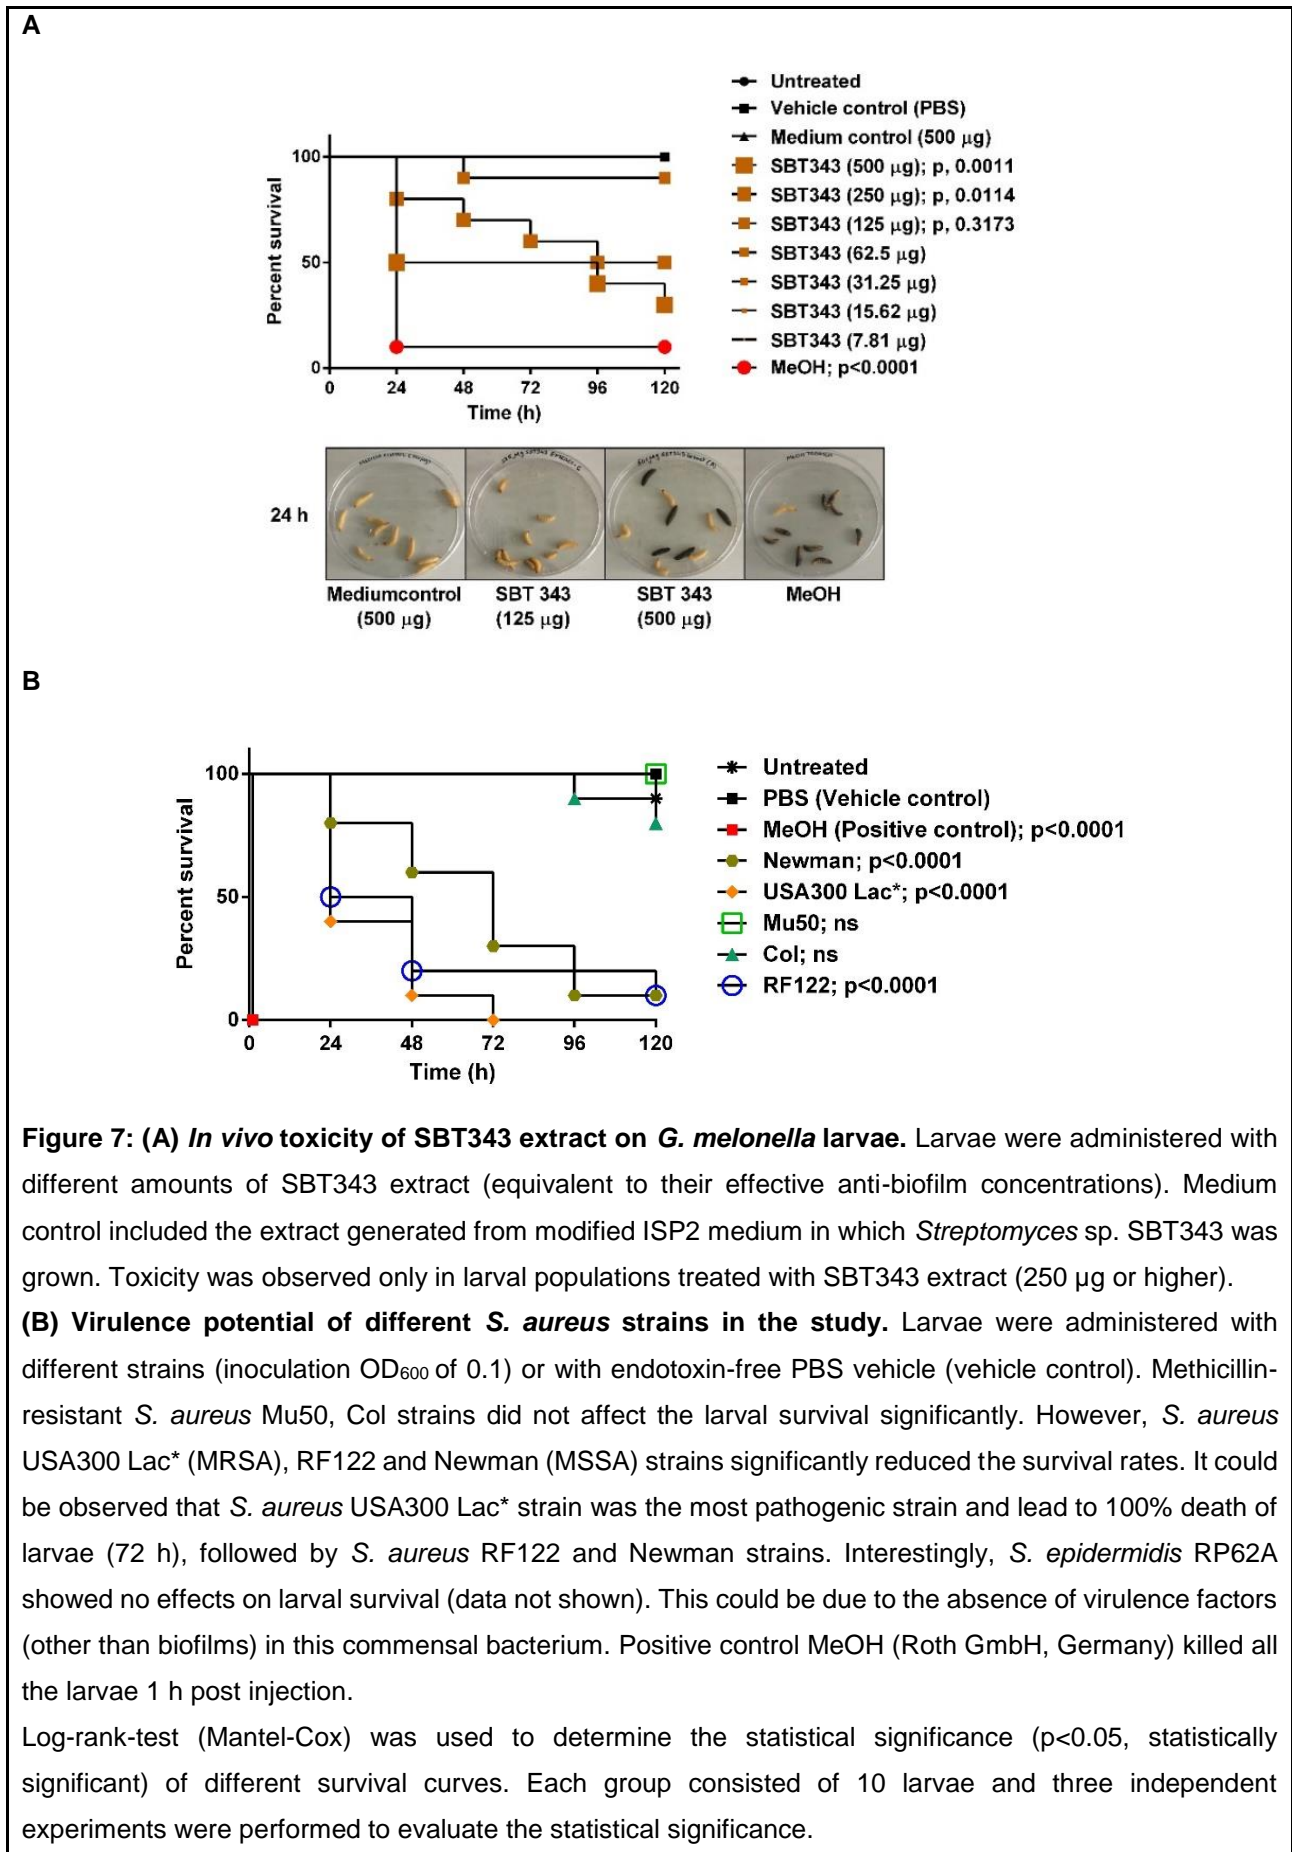 A
Untreated
Vehicle control (PBS)
Medium control (500 µg)
SBT343 (500 µg); p, 0.0011
SBT343 (250 µg); p, 0.0114
SBT343 (125 µg); p, 0.3173
SBT343 (62.5 µg)
SBT343 (31.25 µg)
SBT343 (15.62 µg)
SBT343 (7.81 µg)
MeOH; p<0.0001
Percent survival
100
50
0
0 24 48 72 96 120
Time (h)
24 h
Mediumcontrol
(500 µg)
SBT 343
(125 µg)
SBT 343
(500 µg)
MeOH
B
Percent survival
100
50
0
0 24 48 72 96 120
Time (h)
Untreated
PBS (Vehicle control)
MeOH (Positive control); p<0.0001
Newman; p<0.0001
USA300 Lac*; p<0.0001
Mu50; ns
Col; ns
RF122; p<0.0001
Figure 7: (A) In vivo toxicity of SBT343 extract on G. melonella larvae. Larvae were administered with
different amounts of SBT343 extract (equivalent to their effective anti-biofilm concentrations). Medium
control included the extract generated from modified ISP2 medium in which Streptomyces sp. SBT343 was
grown. Toxicity was observed only in larval populations treated with SBT343 extract (250 µg or higher).
(B) Virulence potential of different S. aureus strains in the study. Larvae were administered with
different strains (inoculation OD600 of 0.1) or with endotoxin-free PBS vehicle (vehicle control). Methicillin-
resistant S. aureus Mu50, Col strains did not affect the larval survival significantly. However, S. aureus
USA300 Lac* (MRSA), RF122 and Newman (MSSA) strains significantly reduced the survival rates. It could
be observed that S. aureus USA300 Lac* strain was the most pathogenic strain and lead to 100% death of
larvae (72 h), followed by S. aureus RF122 and Newman strains. Interestingly, S. epidermidis RP62A
showed no effects on larval survival (data not shown). This could be due to the absence of virulence factors
(other than biofilms) in this commensal bacterium. Positive control MeOH (Roth GmbH, Germany) killed all
the larvae 1 h post injection.
Log-rank-test (Mantel-Cox) was used to determine the statistical significance (p<0.05, statistically
significant) of different survival curves. Each group consisted of 10 larvae and three independent
experiments were performed to evaluate the statistical significance.